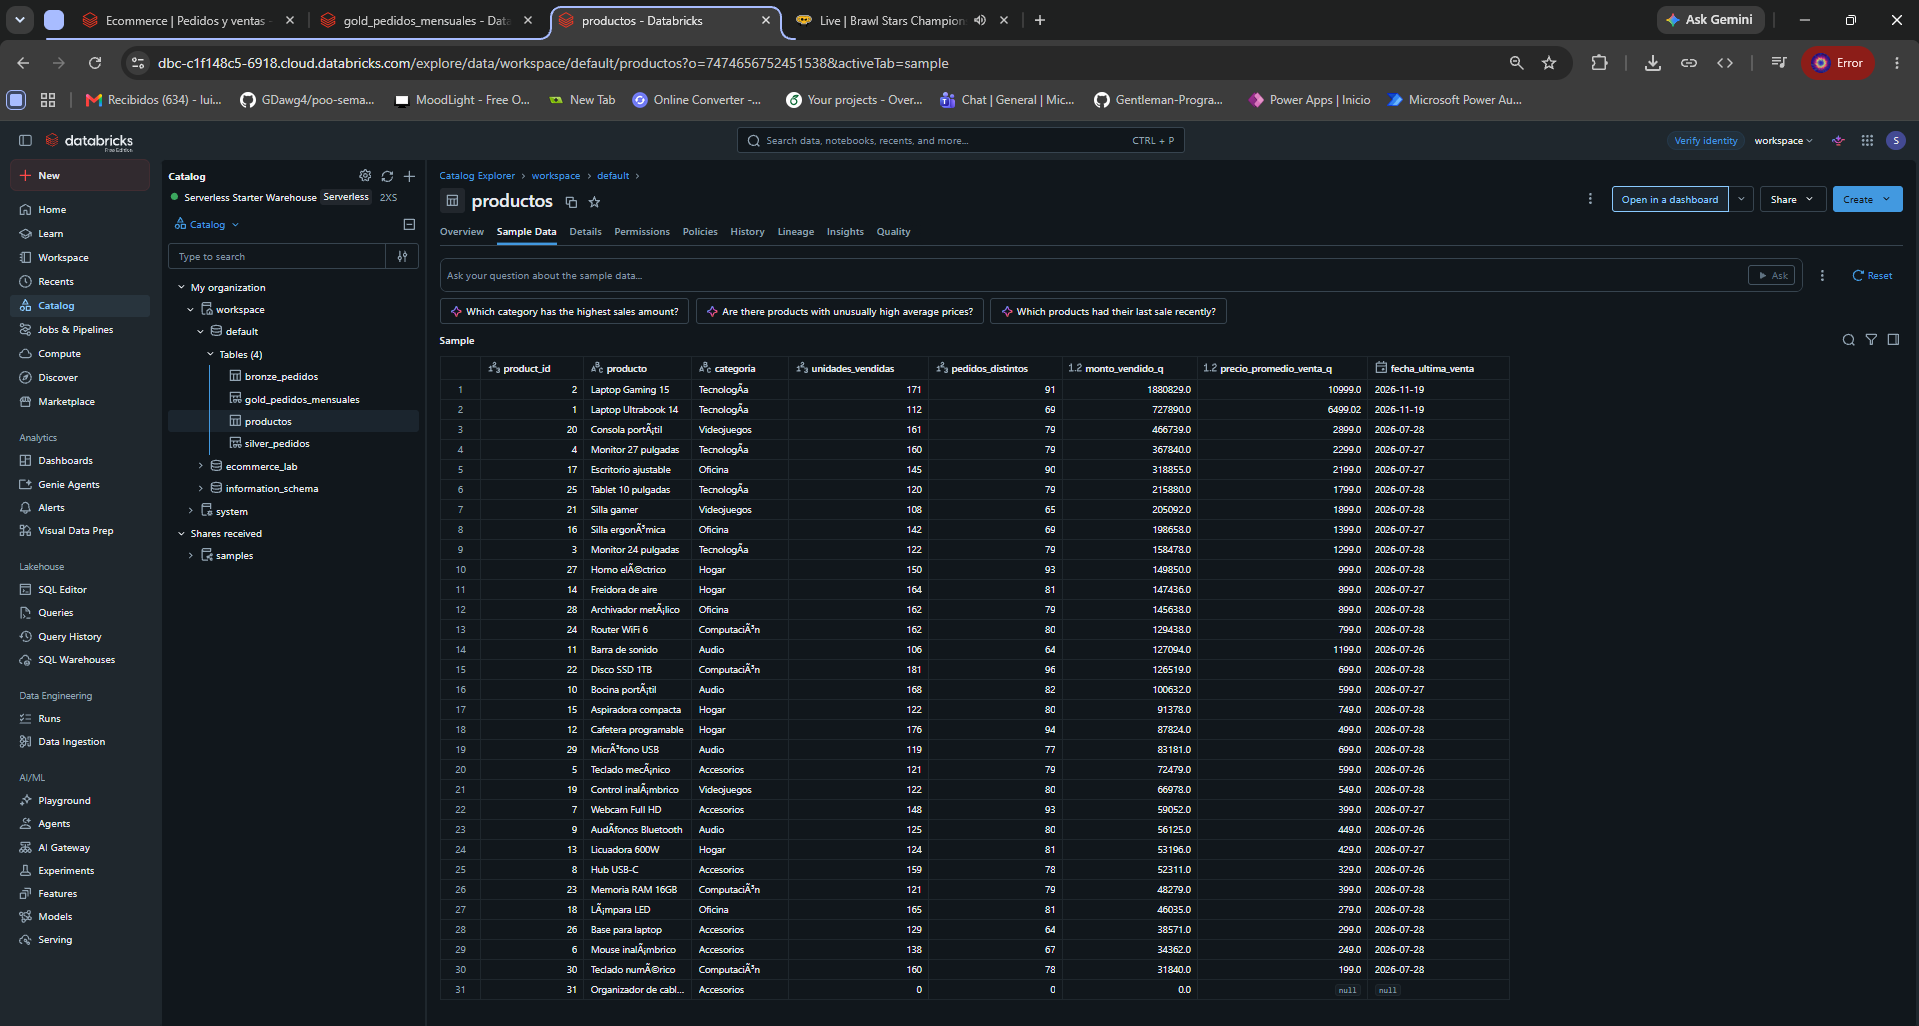 Ecommerce | Pedidos y ventas
gold_pedidos_mensuales - Data
productos - Databricks
Live | Brawl Stars Champion
Ask Gemini
dbc-c1f148c5-6918.cloud.databricks.com/explore/data/workspace/default/productos?o=7474656752451538&activeTab=sample
Error
Recibidos (634) - lui...
GDawg4/poo-sema...
MoodLight - Free O...
New Tab
Online Converter -...
Your projects - Over...
Chat | General | Mic...
Gentleman-Progra...
Power Apps | Inicio
Microsoft Power Au...
databricks
Free Edition
Search data, notebooks, recents, and more...
CTRL + P
Verify identity
workspace
S
New
Home
Learn
Workspace
Recents
Catalog
Jobs & Pipelines
Compute
Discover
Marketplace
Analytics
Dashboards
Genie Agents
Alerts
Visual Data Prep
Lakehouse
SQL Editor
Queries
Query History
SQL Warehouses
Data Engineering
Runs
Data Ingestion
AI/ML
Playground
Agents
AI Gateway
Experiments
Features
Models
Serving
Catalog
Serverless Starter Warehouse Serverless 2XS
Catalog
Type to search
My organization
workspace
default
Tables (4)
bronze_pedidos
gold_pedidos_mensuales
productos
silver_pedidos
ecommerce_lab
information_schema
system
Shares received
samples
Catalog Explorer > workspace > default >
productos
Open in a dashboard
Share
Create
Overview Sample Data Details Permissions Policies History Lineage Insights Quality
Ask your question about the sample data...
Ask
Reset
Which category has the highest sales amount?
Are there products with unusually high average prices?
Which products had their last sale recently?
Sample
product_id producto categoria unidades_vendidas pedidos_distintos 1.2 monto_vendido_q 1.2 precio_promedio_venta_q fecha_ultima_venta
1 2 Laptop Gaming 15 TecnologÃa 171 91 1880829.0 10999.0 2026-11-19
2 1 Laptop Ultrabook 14 TecnologÃa 112 69 727890.0 6499.02 2026-11-19
3 20 Consola portÃ¡til Videojuegos 161 79 466739.0 2899.0 2026-07-28
4 4 Monitor 27 pulgadas TecnologÃa 160 79 367840.0 2299.0 2026-07-27
5 17 Escritorio ajustable Oficina 145 90 318855.0 2199.0 2026-07-27
6 25 Tablet 10 pulgadas TecnologÃa 120 79 215880.0 1799.0 2026-07-28
7 21 Silla gamer Videojuegos 108 65 205092.0 1899.0 2026-07-28
8 16 Silla ergonÃ³mica Oficina 142 69 198658.0 1399.0 2026-07-27
9 3 Monitor 24 pulgadas TecnologÃa 122 79 158478.0 1299.0 2026-07-28
10 27 Horno elÃ©ctrico Hogar 150 93 149850.0 999.0 2026-07-28
11 14 Freidora de aire Hogar 164 81 147436.0 899.0 2026-07-27
12 28 Archivador metÃ¡lico Oficina 162 79 145638.0 899.0 2026-07-28
13 24 Router WiFi 6 ComputaciÃ³n 162 80 129438.0 799.0 2026-07-28
14 11 Barra de sonido Audio 106 64 127094.0 1199.0 2026-07-26
15 22 Disco SSD 1TB ComputaciÃ³n 181 96 126519.0 699.0 2026-07-28
16 10 Bocina portÃ¡til Audio 168 82 100632.0 599.0 2026-07-27
17 15 Aspiradora compacta Hogar 122 80 91378.0 749.0 2026-07-28
18 12 Cafetera programable Hogar 176 94 87824.0 499.0 2026-07-28
19 29 MicrÃ³fono USB Audio 119 77 83181.0 699.0 2026-07-28
20 5 Teclado mecÃ¡nico Accesorios 121 79 72479.0 599.0 2026-07-26
21 19 Control inalÃ¡mbrico Videojuegos 122 80 66978.0 549.0 2026-07-28
22 7 Webcam Full HD Accesorios 148 93 59052.0 399.0 2026-07-27
23 9 AudÃfonos Bluetooth Audio 125 80 56125.0 449.0 2026-07-26
24 13 Licuadora 600W Hogar 124 81 53196.0 429.0 2026-07-27
25 8 Hub USB-C Accesorios 159 78 52311.0 329.0 2026-07-26
26 23 Memoria RAM 16GB ComputaciÃ³n 121 79 48279.0 399.0 2026-07-28
27 18 LÃ¡mpara LED Oficina 165 81 46035.0 279.0 2026-07-28
28 26 Base para laptop Accesorios 129 64 38571.0 299.0 2026-07-28
29 6 Mouse inalÃ¡mbrico Accesorios 138 67 34362.0 249.0 2026-07-28
30 30 Teclado numÃ©rico ComputaciÃ³n 160 78 31840.0 199.0 2026-07-28
31 31 Organizador de cabl... Accesorios 0 0 0.0 null null